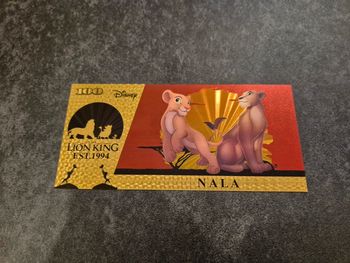 100
Disney
LION KING
EST.1994
NALA